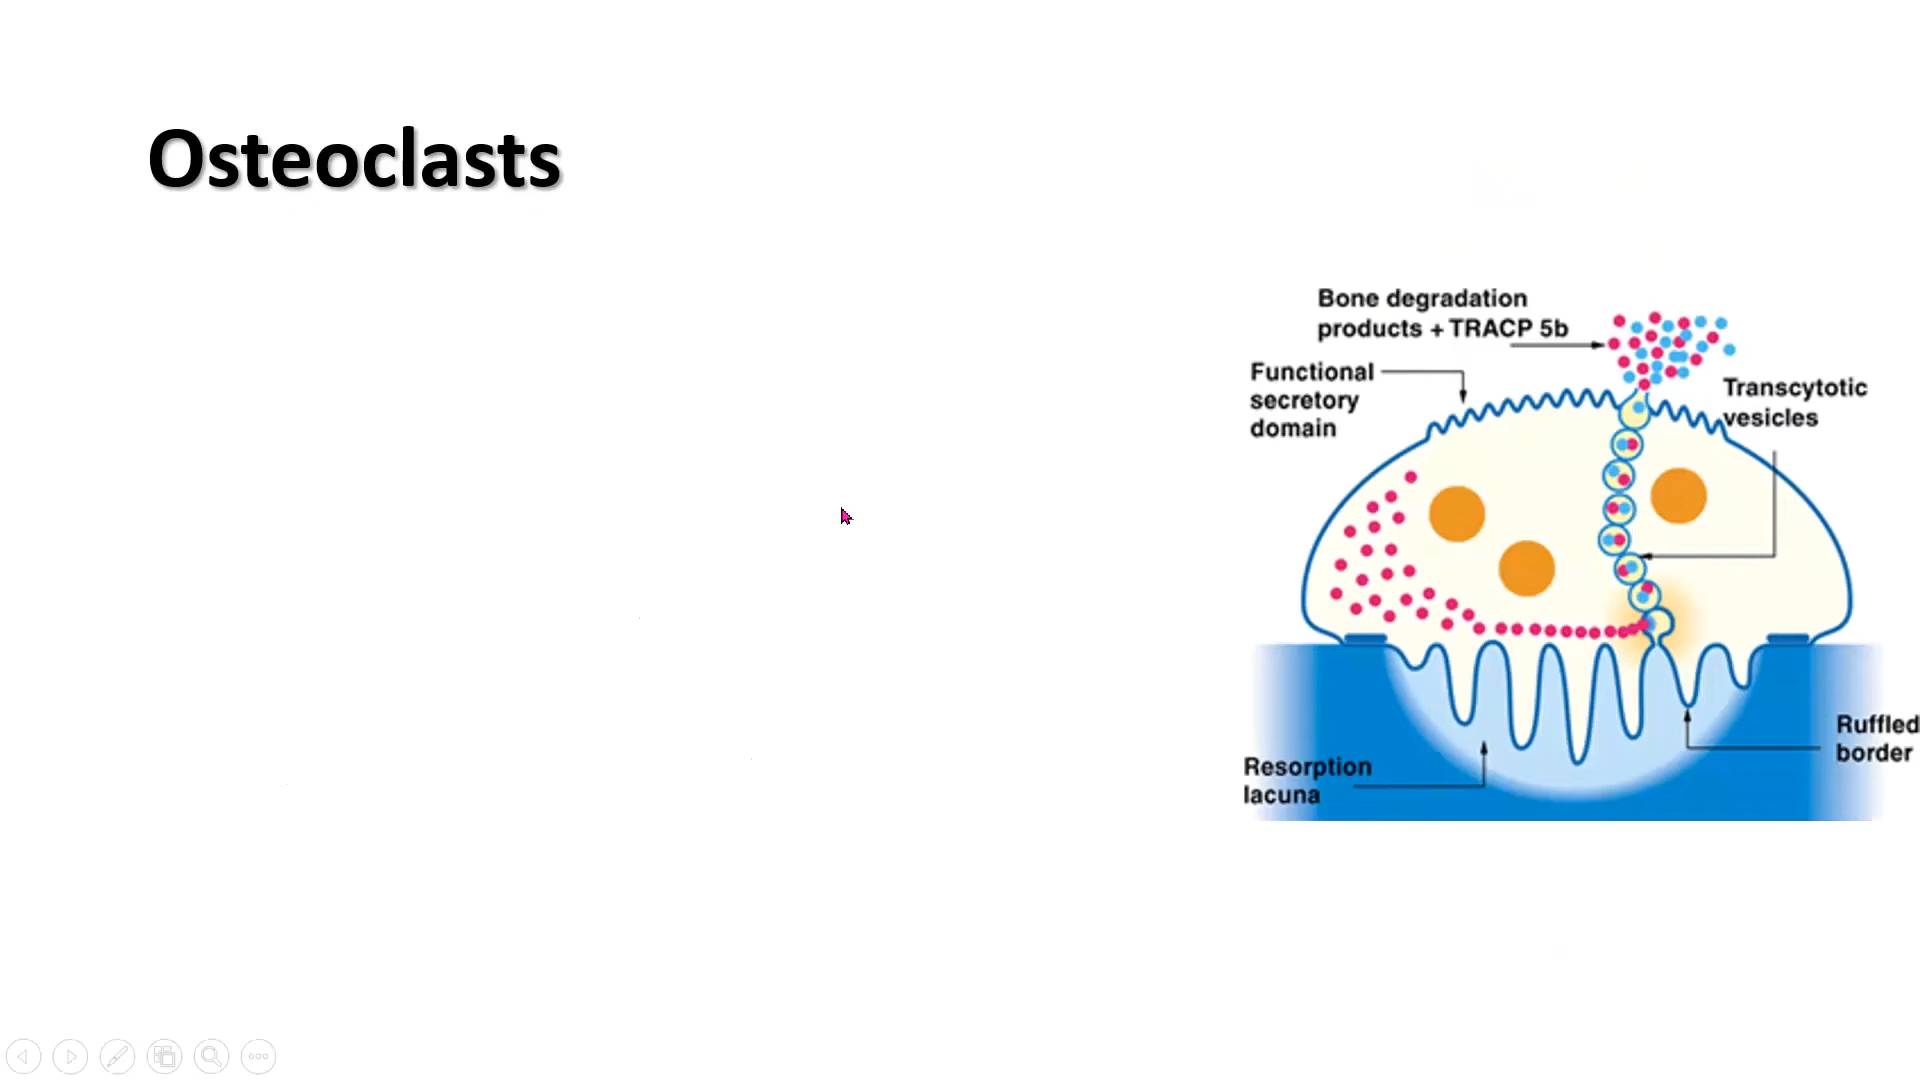 Osteoclasts
Bone degradation
products + TRACP 5b
Functional
secretory
domain
Transcytotic
vesicles
Ruffled
border
Resorption
lacuna